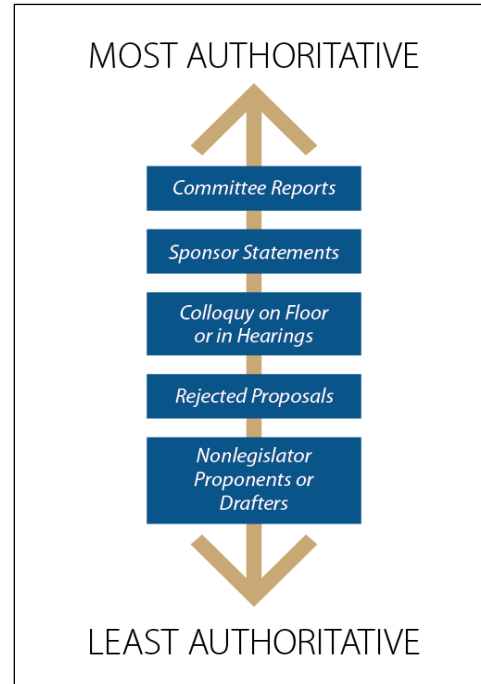 MOST AUTHORITATIVE
Committee Reports
Sponsor Statements
Colloquy on Floor
or in Hearings
Rejected Proposals
Nonlegislator
Proponents or
Drafters
LEAST AUTHORITATIVE